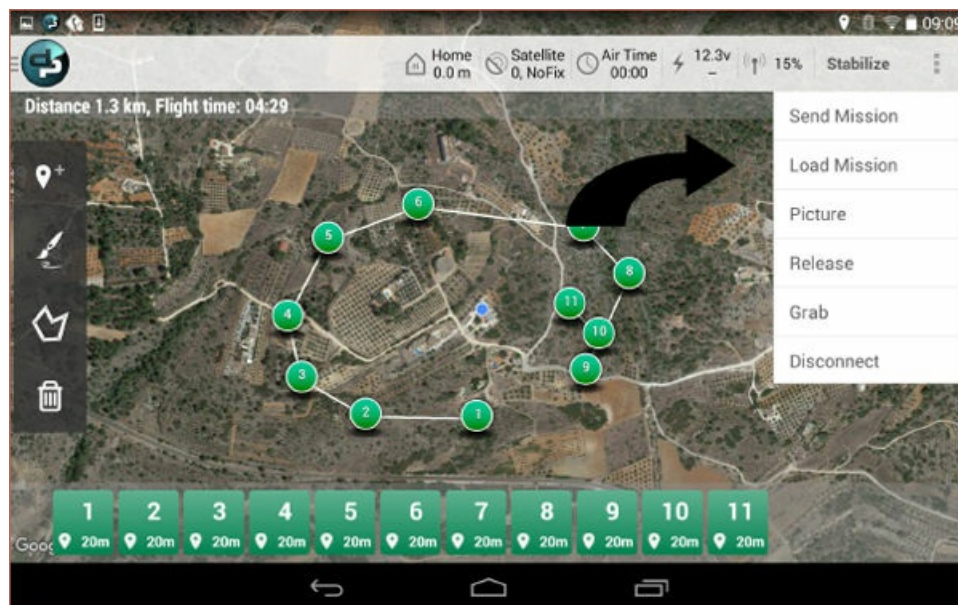 09:09
Home
0.0 m
Satellite
0, NoFix
Air Time
00:00
12.3v
–
15%
Stabilize
Distance 1.3 km, Flight time: 04:29
Send Mission
Load Mission
Picture
Release
Grab
Disconnect
6
5
8
4
11
10
3
9
2
1
1 2 3 4 5 6 7 8 9 10 11
20m 20m 20m 20m 20m 20m 20m 20m 20m 20m 20m
Goog